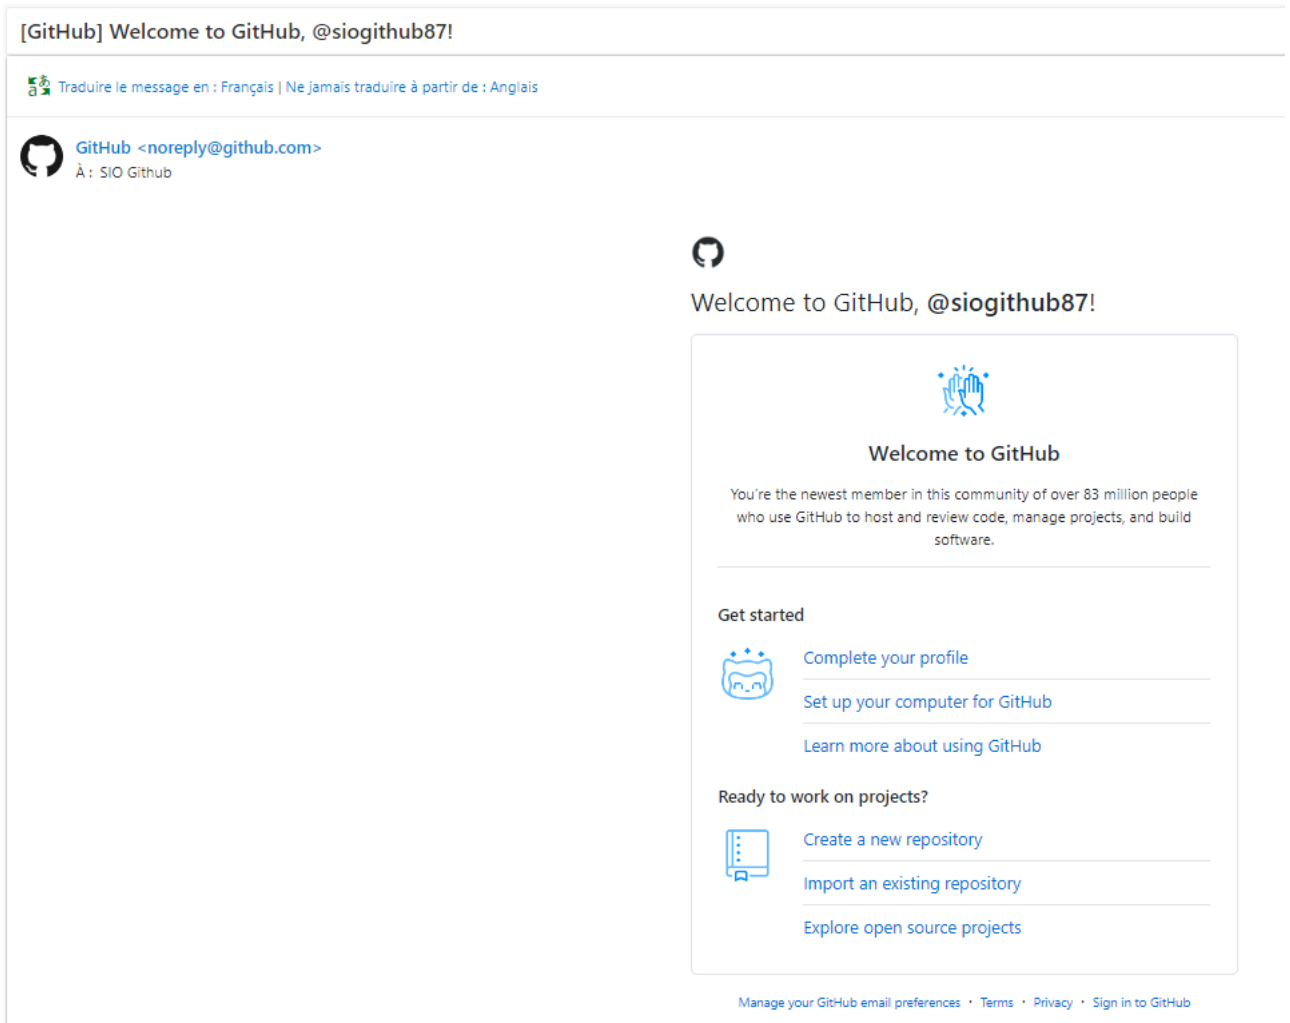 [GitHub] Welcome to GitHub, @siogithub87!
Traduire le message en : Français | Ne jamais traduire à partir de : Anglais
GitHub <noreply@github.com>
À : SIO Github
Welcome to GitHub, @siogithub87!
Welcome to GitHub
You're the newest member in this community of over 83 million people
who use GitHub to host and review code, manage projects, and build
software.
Get started
Complete your profile
Set up your computer for GitHub
Learn more about using GitHub
Ready to work on projects?
Create a new repository
Import an existing repository
Explore open source projects
Manage your GitHub email preferences · Terms · Privacy · Sign in to GitHub